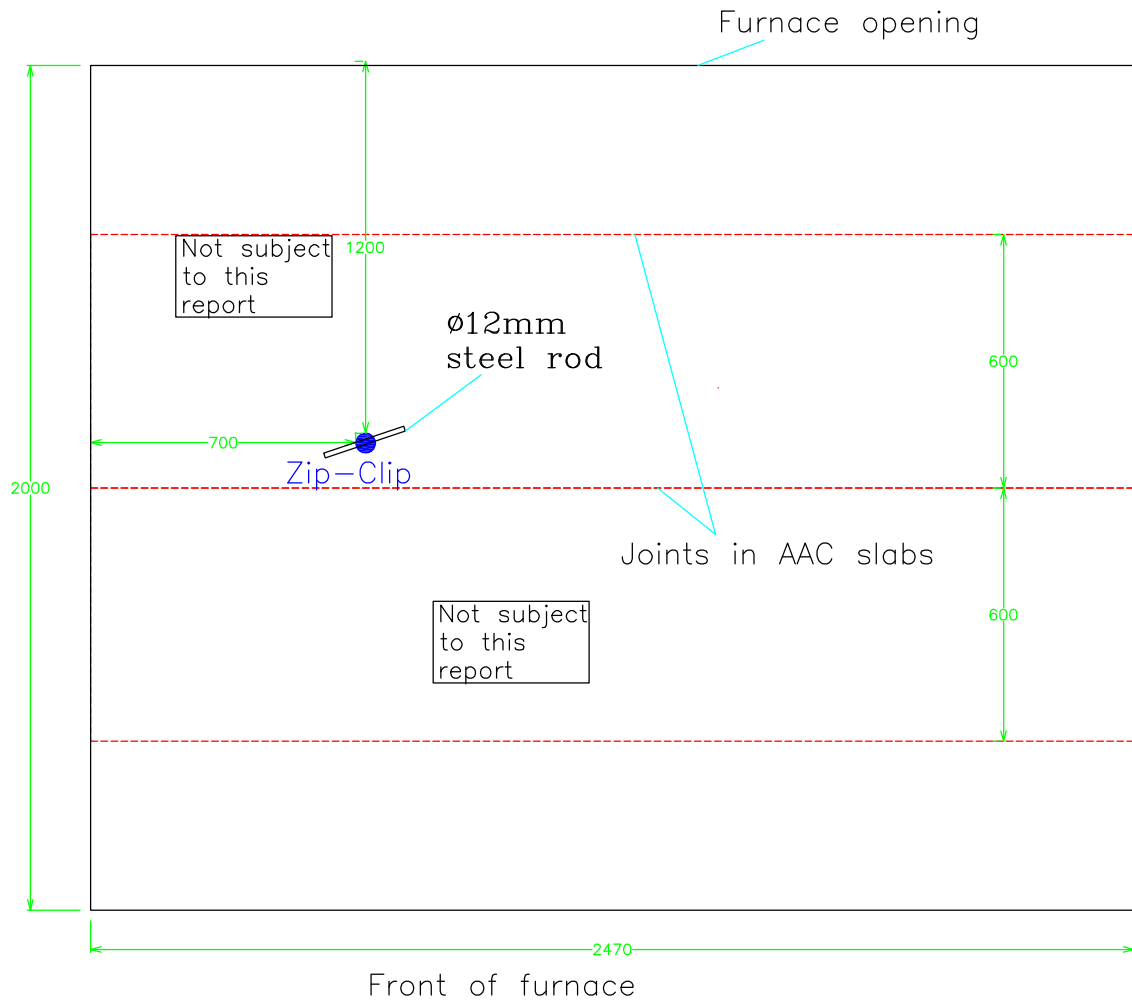 Furnace opening
Not subject
to this
report
1200
ø12mm
steel rod
600
700
Zip-Clip
2000
Joints in AAC slabs
Not subject
to this
report
600
2470
Front of furnace